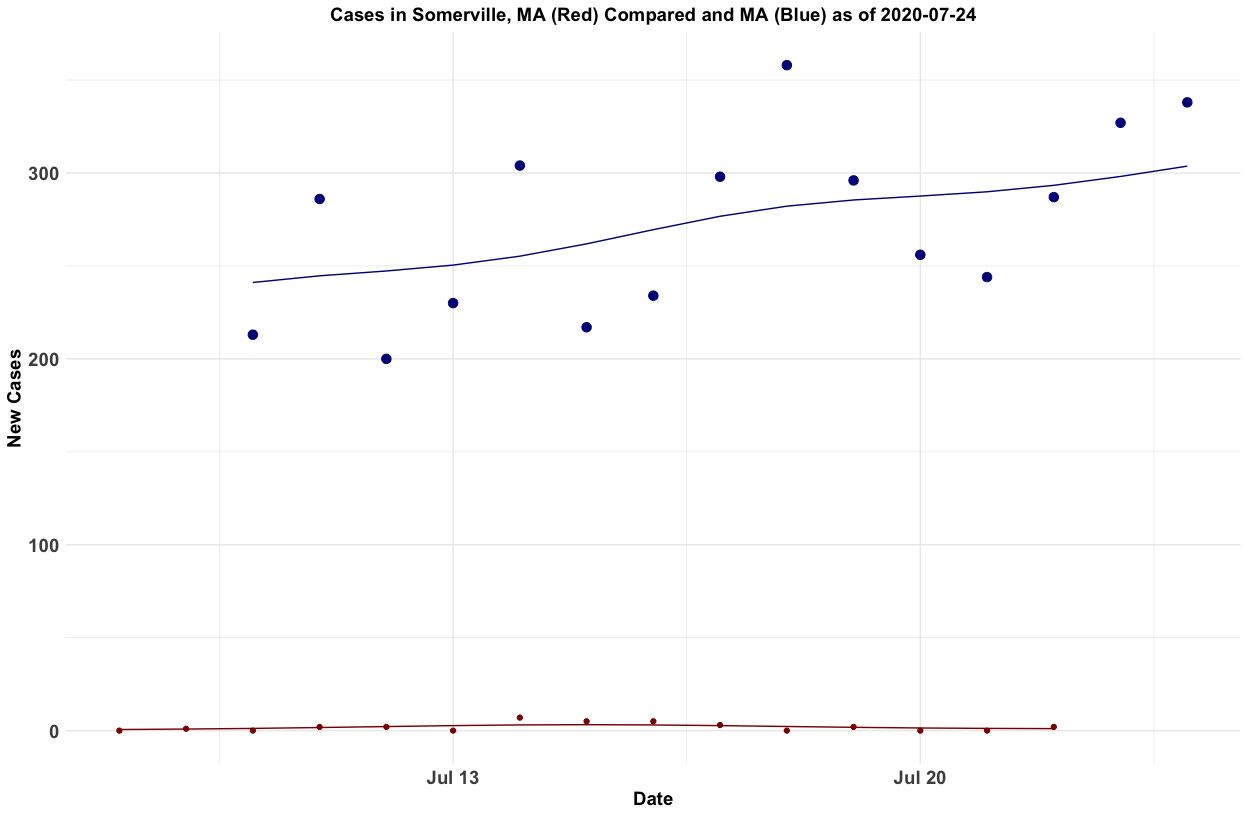 Cases in Somerville, MA (Red) Compared and MA (Blue) as of 2020-07-24
New Cases
300
200
100
0
Jul 13
Jul 20
Date